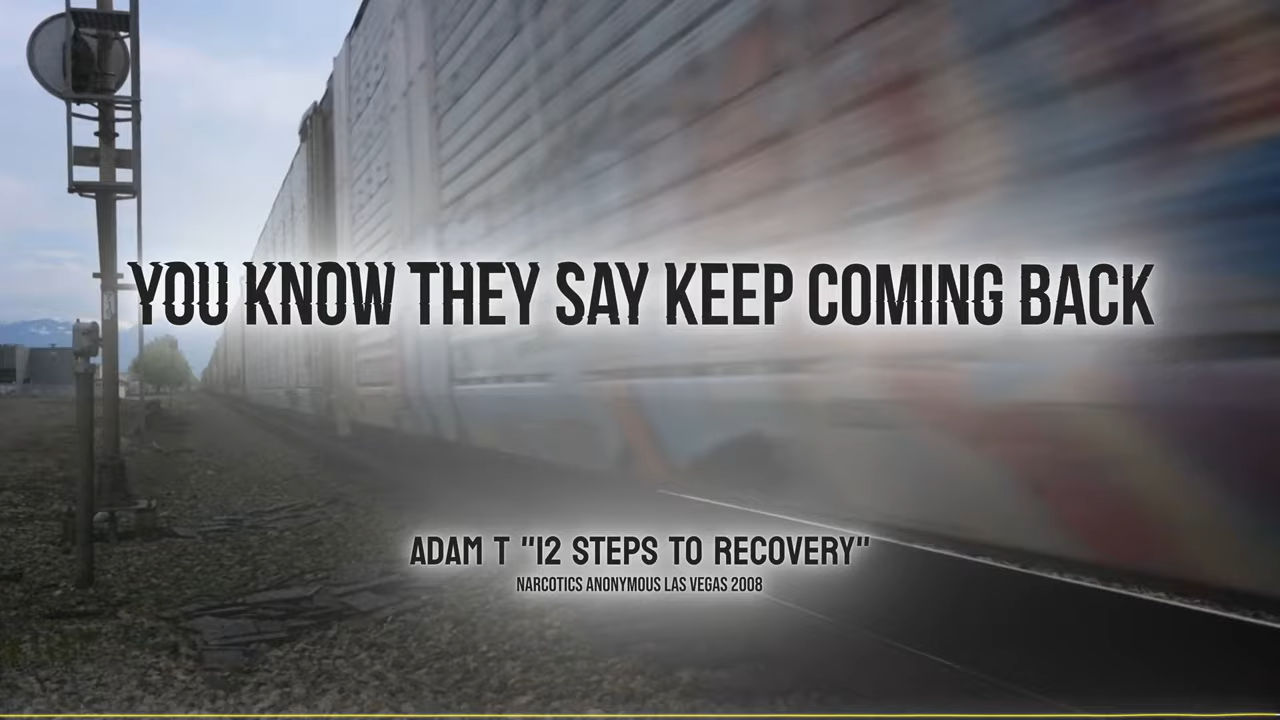 YOU KNOW THEY SAY KEEP COMING BACK
ADAM T "12 STEPS TO RECOVERY"
NARCOTICS ANONYMOUS LAS VEGAS 2008